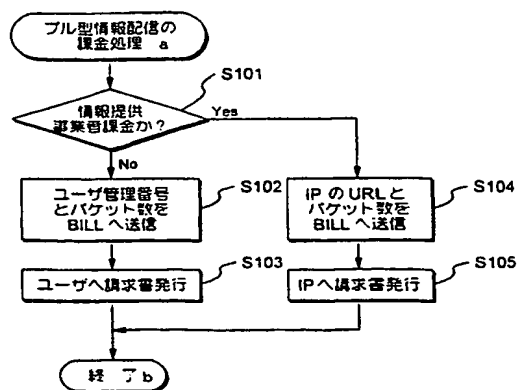 プル型情報配信の
課金処理 a
S101
情報提供
事業者課金か?
Yes
No
ユーザ管理番号
とパケット数を
BILLへ送信
S102
IPのURLと
パケット数を
BILLへ送信
S104
ユーザへ請求書発行
S103
IPへ請求書発行
S105
終了 b